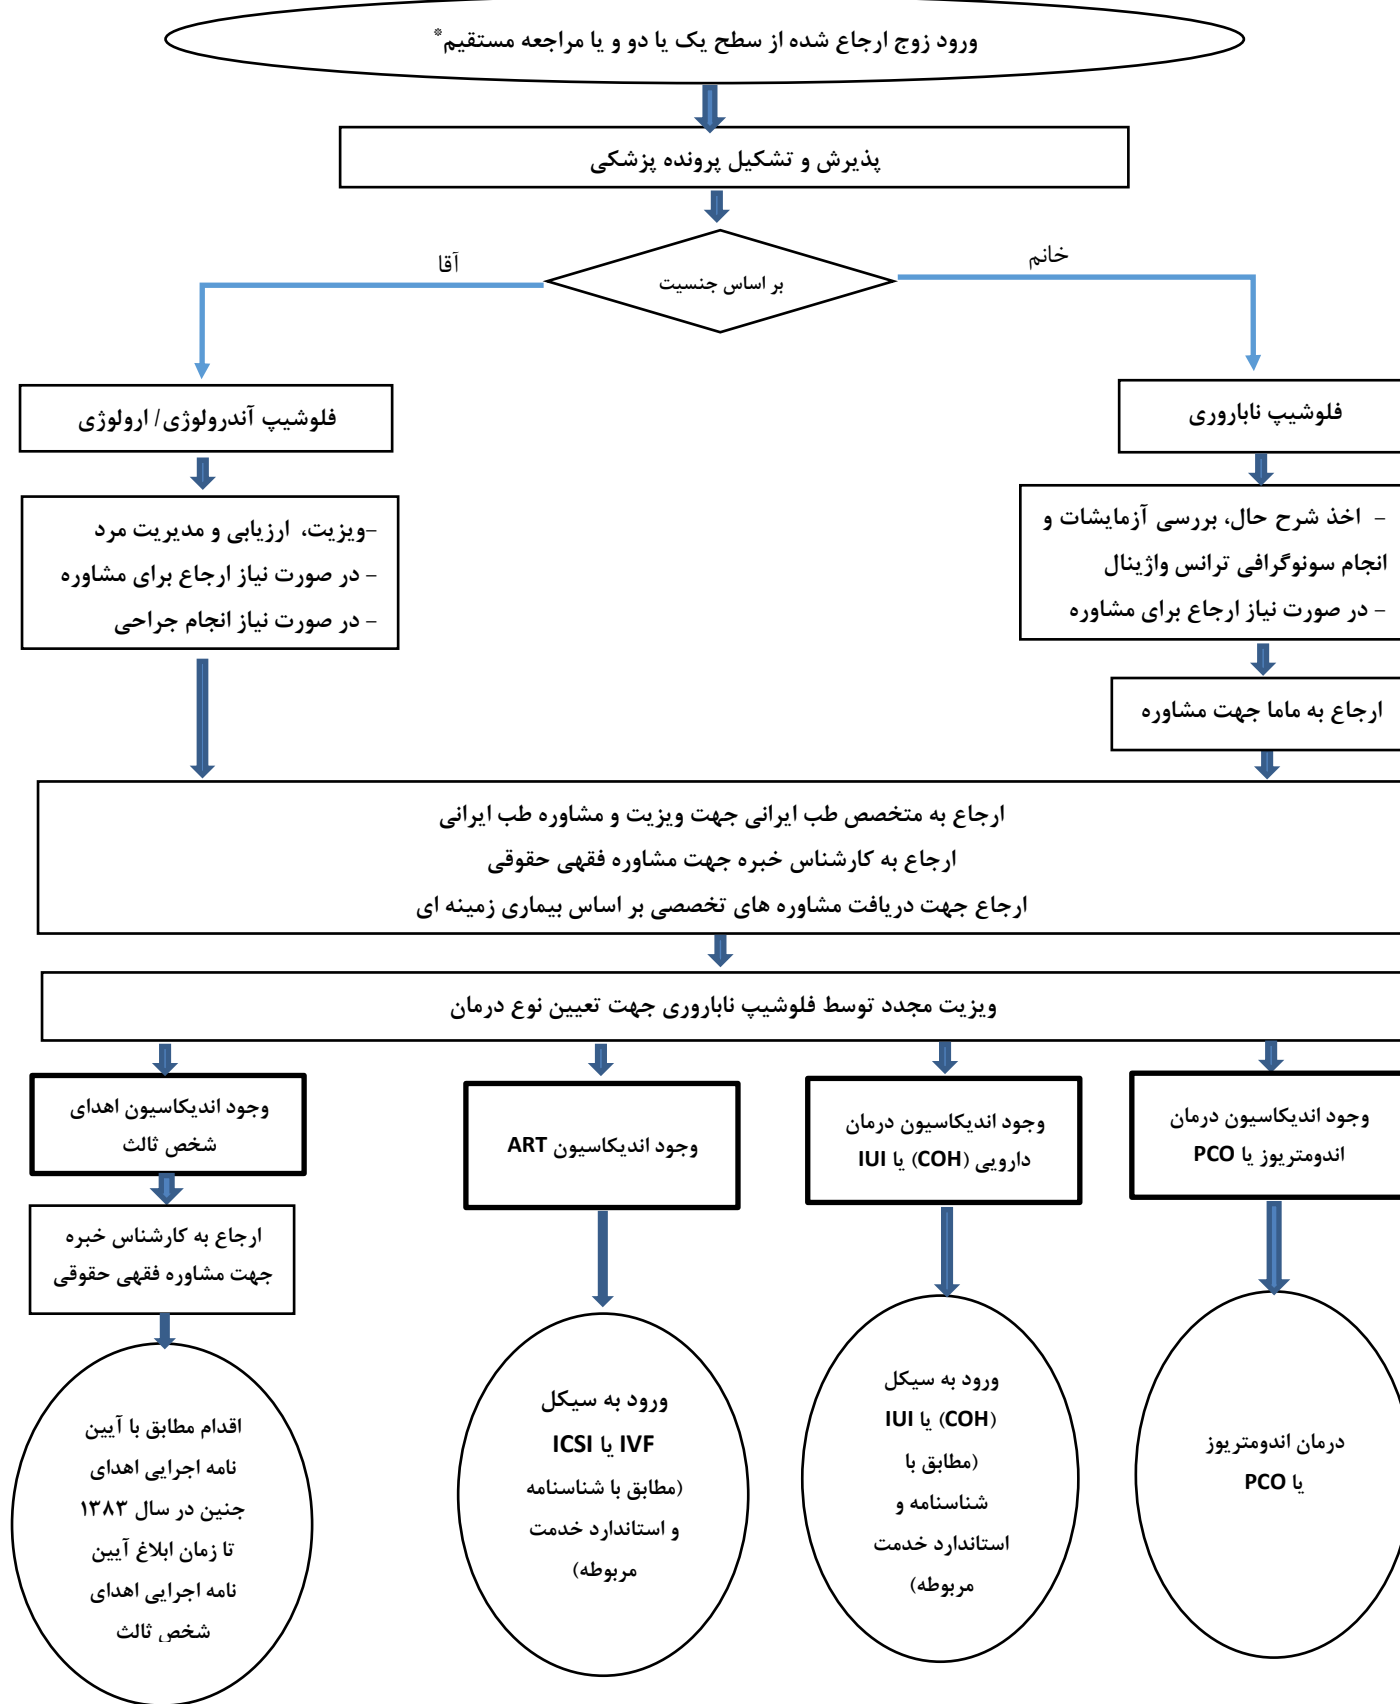 ورود زوج ارجاع شده از سطح یک یا دو و یا مراجعه مستقیم*
پذیرش و تشکیل پرونده پزشکی
بر اساس جنسیت
خانم
آقا
فلوشیپ ناباروری
فلوشیپ آندرولوژی/ ارولوژی
- اخذ شرح حال، بررسی آزمایشات و
انجام سونوگرافی ترانس واژینال
- در صورت نیاز ارجاع برای مشاوره
-ویزیت، ارزیابی و مدیریت مرد
- در صورت نیاز ارجاع برای مشاوره
- در صورت نیاز انجام جراحی
ارجاع به ماما جهت مشاوره
ارجاع به متخصص طب ایرانی جهت ویزیت و مشاوره طب ایرانی
ارجاع به کارشناس خبره جهت مشاوره فقهی حقوقی
ارجاع جهت دریافت مشاوره های تخصصی بر اساس بیماری زمینه ای
ویزیت مجدد توسط فلوشیپ ناباروری جهت تعیین نوع درمان
وجود اندیکاسیون درمان
اندومتریوز یا PCO
وجود اندیکاسیون درمان
دارویی (COH) یا IUI
وجود اندیکاسیون ART
وجود اندیکاسیون اهدای
شخص ثالث
ارجاع به کارشناس خبره
جهت مشاوره فقهی حقوقی
درمان اندومتریوز
یا PCO
ورود به سیکل
(COH) یا IUI
(مطابق با
شناسنامه و
استاندارد خدمت
مربوطه)
ورود به سیکل
IVF یا ICSI
(مطابق با شناسنامه
و استاندارد خدمت
مربوطه)
اقدام مطابق با آیین
نامه اجرایی اهدای
جنین در سال ۱۳۸۳
تا زمان ابلاغ آیین
نامه اجرایی اهدای
شخص ثالث